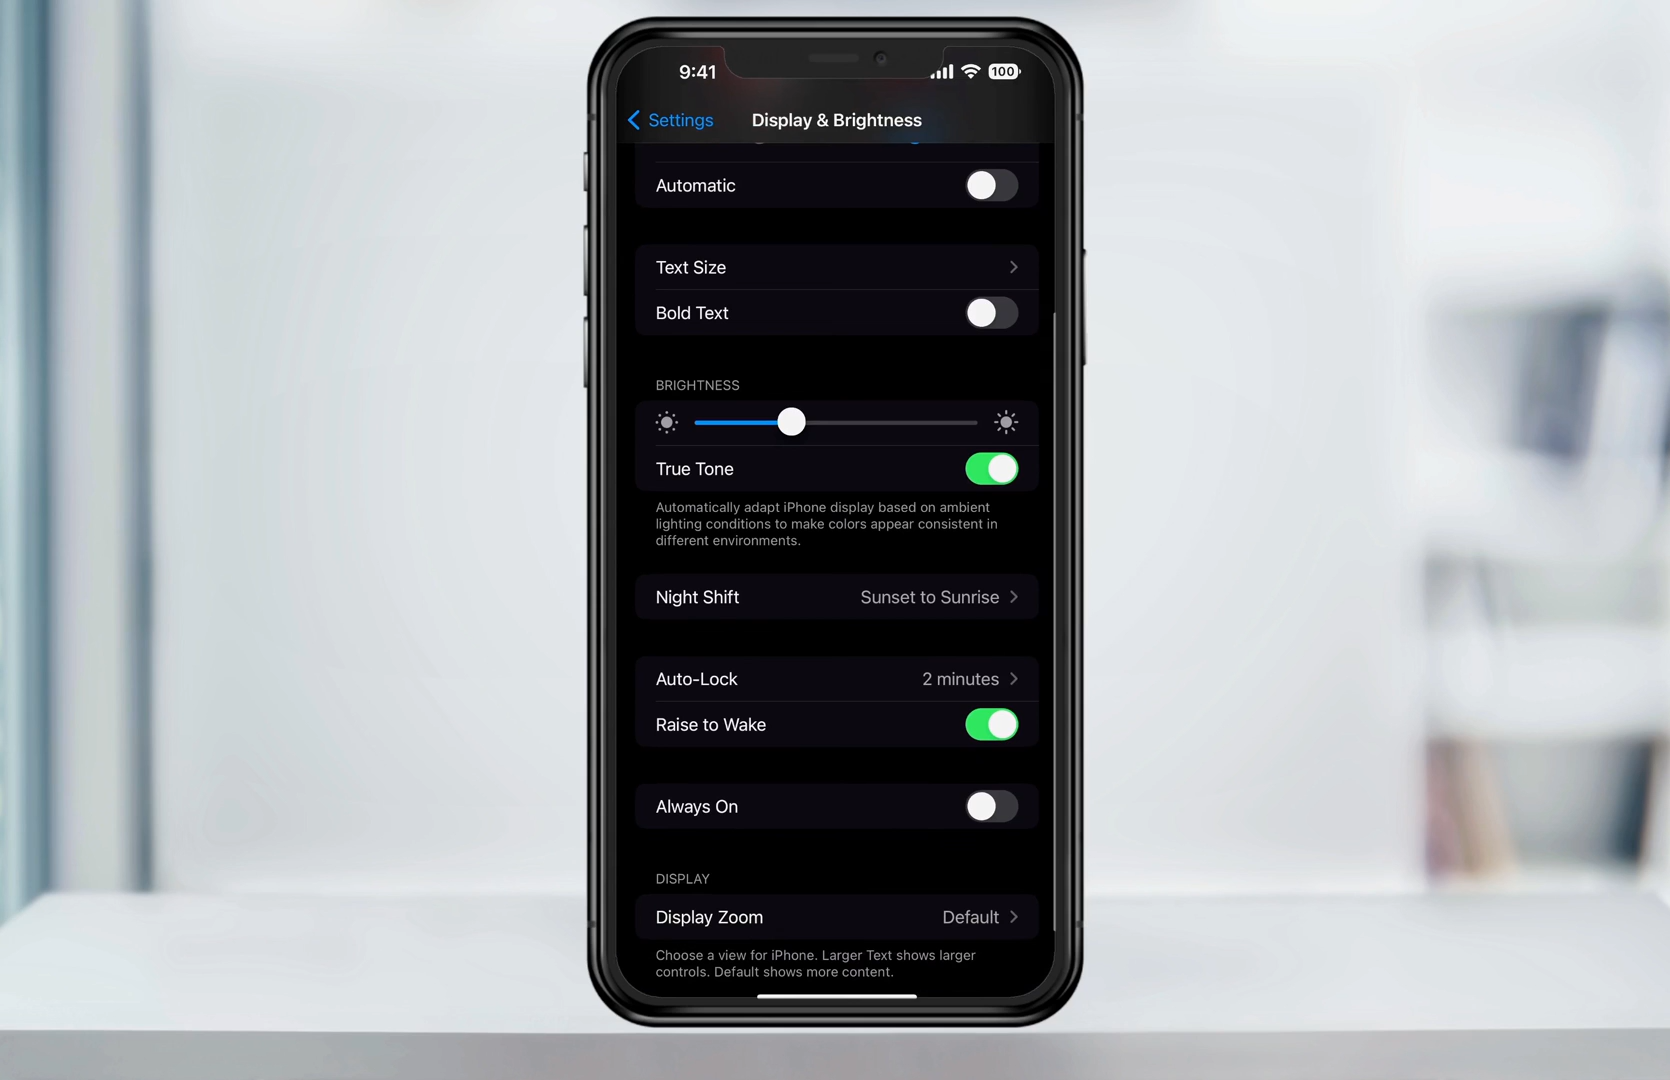 9:41
100
Settings
Display & Brightness
Automatic
Text Size
Bold Text
BRIGHTNESS
True Tone
Automatically adapt iPhone display based on ambient
lighting conditions to make colors appear consistent in
different environments.
Night Shift Sunset to Sunrise
Auto-Lock 2 minutes
Raise to Wake
Always On
DISPLAY
Display Zoom Default
Choose a view for iPhone. Larger Text shows larger
controls. Default shows more content.